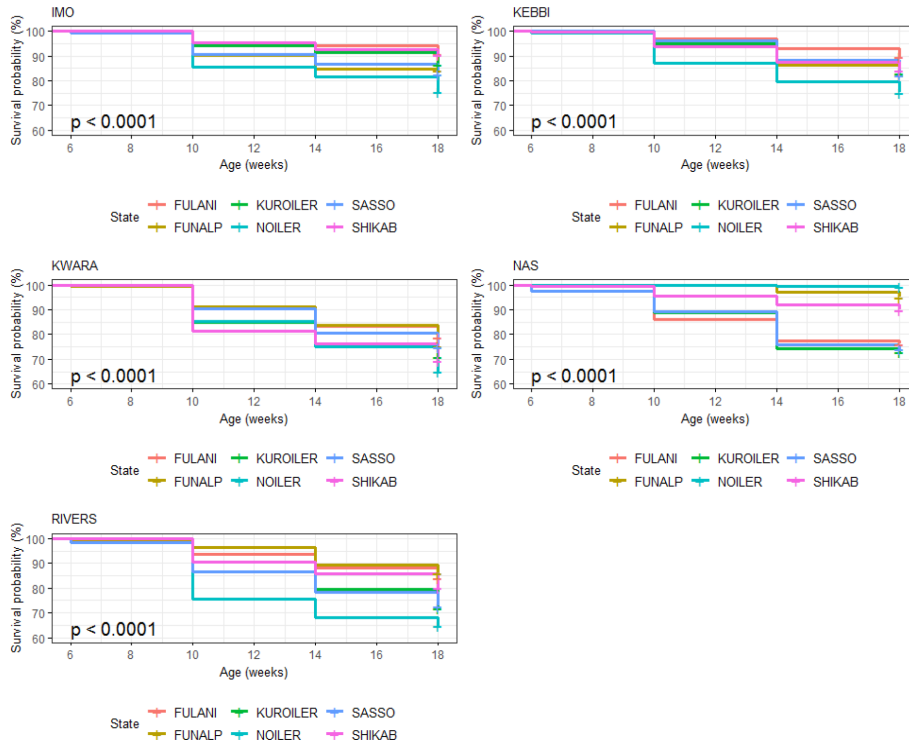 IMO
Survival probability (%)
100
90
80
70
60
p < 0.0001
6 8 10 12 14 16 18
Age (weeks)
State
FULANI KUROILER SASSO
FUNALP NOILER SHIKAB
KEBBI
Survival probability (%)
100
90
80
70
60
p < 0.0001
6 8 10 12 14 16 18
Age (weeks)
State
FULANI KUROILER SASSO
FUNALP NOILER SHIKAB
KWARA
Survival probability (%)
100
90
80
70
60
p < 0.0001
6 8 10 12 14 16 18
Age (weeks)
State
FULANI KUROILER SASSO
FUNALP NOILER SHIKAB
NAS
Survival probability (%)
100
90
80
70
60
p < 0.0001
6 8 10 12 14 16 18
Age (weeks)
State
FULANI KUROILER SASSO
FUNALP NOILER SHIKAB
RIVERS
Survival probability (%)
100
90
80
70
60
p < 0.0001
6 8 10 12 14 16 18
Age (weeks)
State
FULANI KUROILER SASSO
FUNALP NOILER SHIKAB